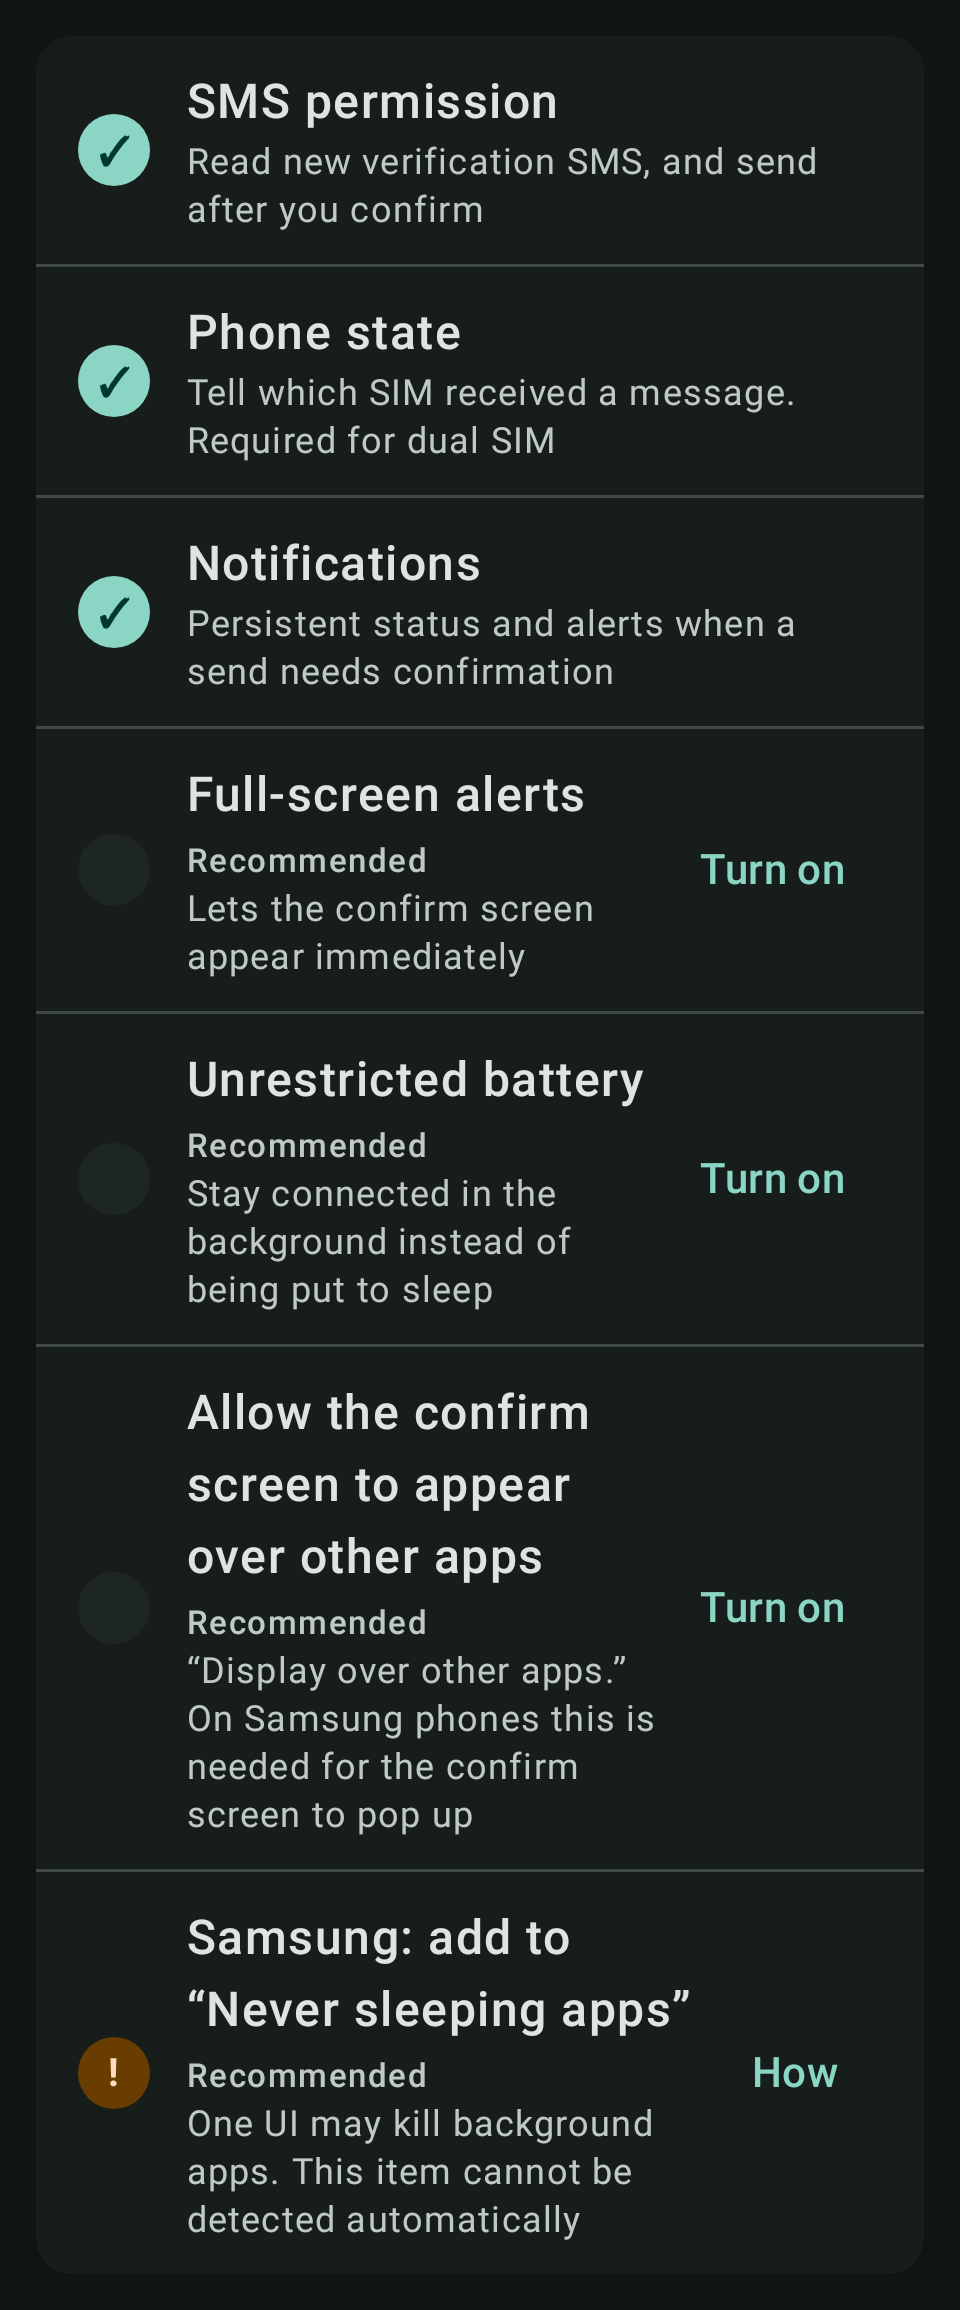 SMS permission
Read new verification SMS, and send
after you confirm
Phone state
Tell which SIM received a message.
Required for dual SIM
Notifications
Persistent status and alerts when a
send needs confirmation
Full-screen alerts
Recommended
Lets the confirm screen
appear immediately
Turn on
Unrestricted battery
Recommended
Stay connected in the
background instead of
being put to sleep
Turn on
Allow the confirm
screen to appear
over other apps
Recommended
“Display over other apps.”
On Samsung phones this is
needed for the confirm
screen to pop up
Turn on
Samsung: add to
“Never sleeping apps”
Recommended
One UI may kill background
apps. This item cannot be
detected automatically
How